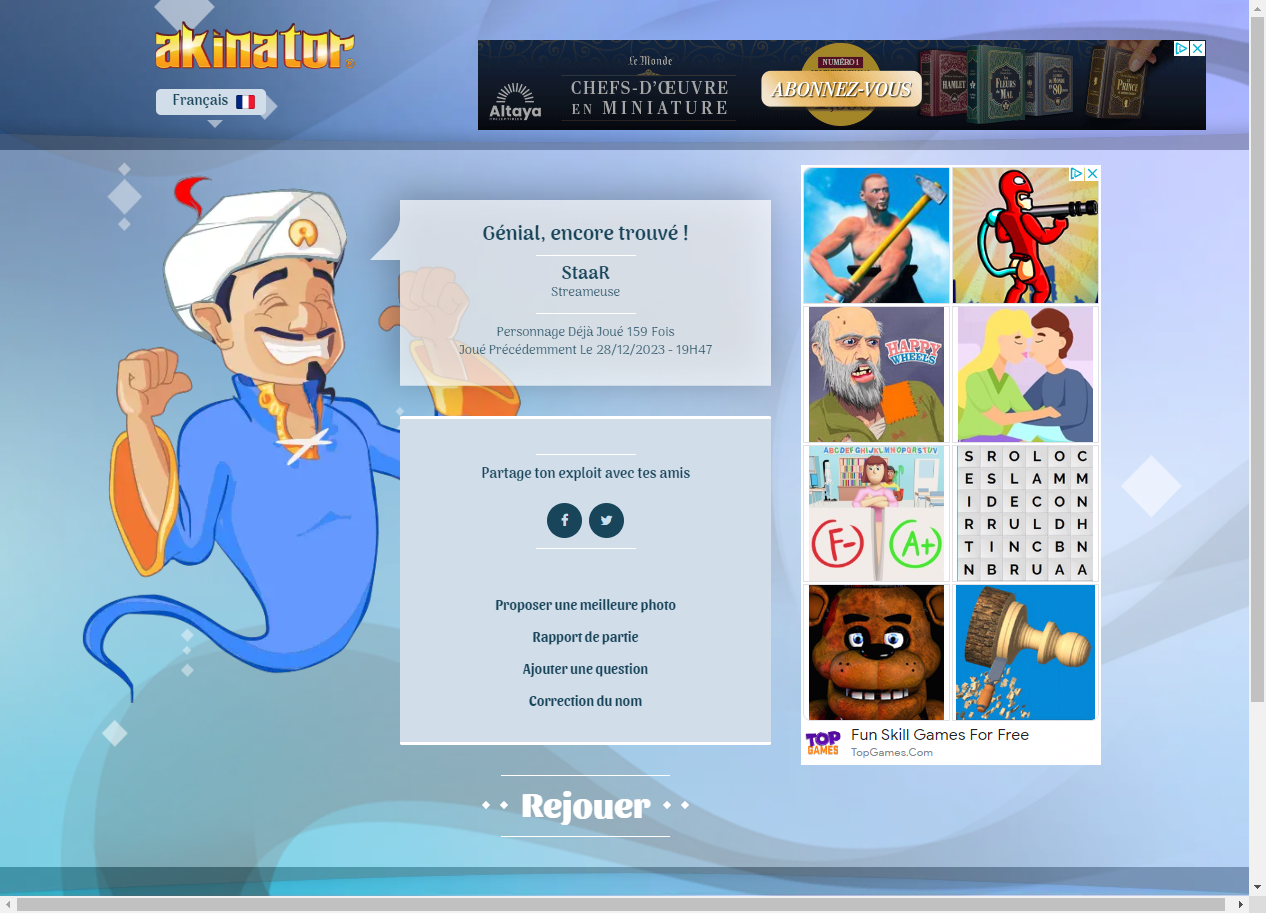 akinator
Français
Le Monde
CHEFS-D'ŒUVRE
EN MINIATURE
Altaya
NUMÉRO 1
ABONNEZ-VOUS
HAMLET
LES FLEURS DU MAL
LE PRINCE
Génial, encore trouvé !
StaaR
Streameuse
Personnage Déjà Joué 159 Fois
Joué Précédemment Le 28/12/2023 - 19H47
Partage ton exploit avec tes amis
Proposer une meilleure photo
Rapport de partie
Ajouter une question
Correction du nom
Rejouer
HAPPY
WHEELS
ABCDEFGHIJKLMNOPQRSTUV
F-
A+
S R O L O C
E S L A M M
I D E C O N
R R U L D H
T I N C B N
N B R U A A
TOP
GAMES
Fun Skill Games For Free
TopGames.Com